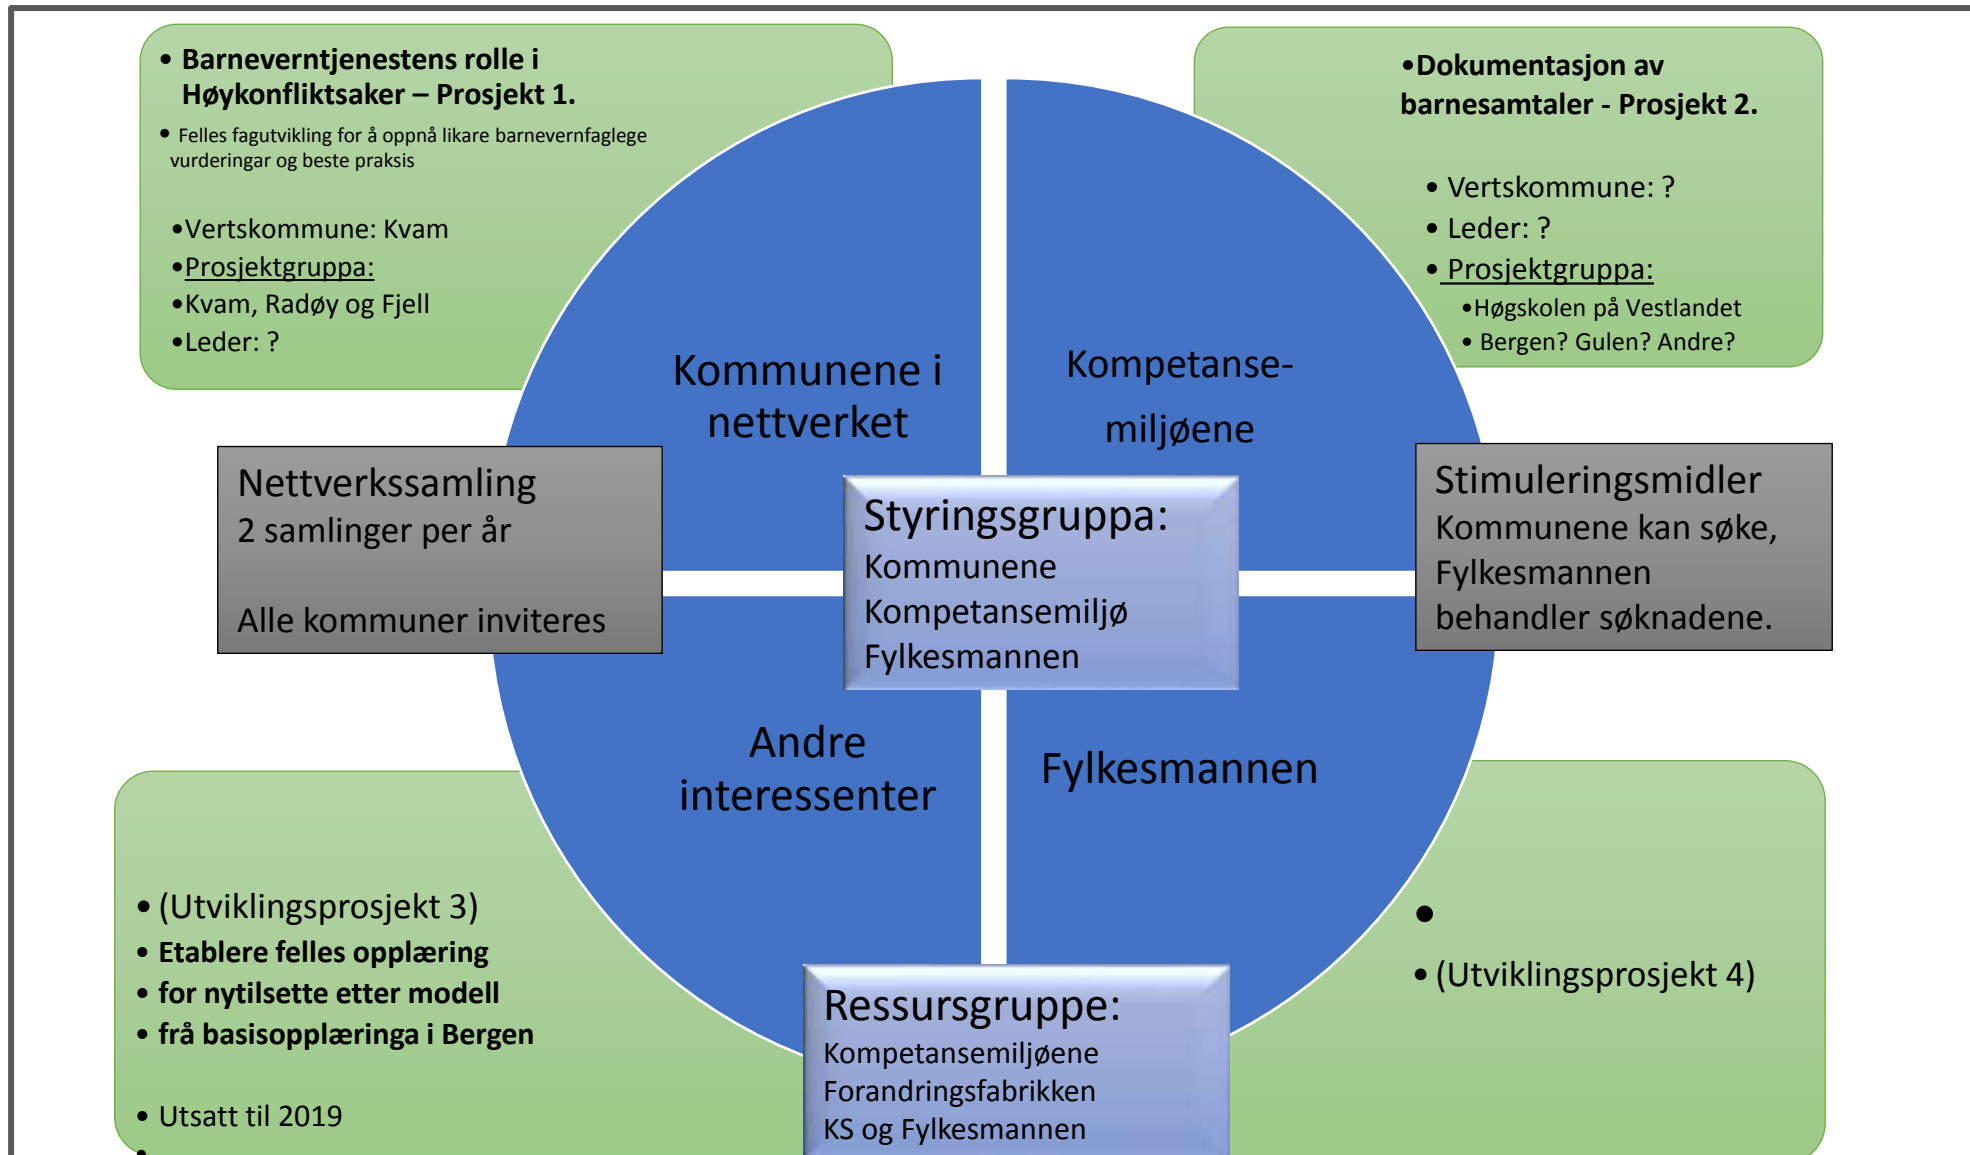 • Barneverntjenestens rolle i
Høykonfliktsaker – Prosjekt 1.
• Felles fagutvikling for å oppnå likare barnevernfaglege
vurderingar og beste praksis
•Vertskommune: Kvam
•Prosjektgruppa:
•Kvam, Radøy og Fjell
•Leder: ?
•Dokumentasjon av
barnesamtaler - Prosjekt 2.
• Vertskommune: ?
• Leder: ?
• Prosjektgruppa:
•Høgskolen på Vestlandet
• Bergen? Gulen? Andre?
Kommunene i
nettverket
Kompetanse-
miljøene
Nettverkssamling
2 samlinger per år
Alle kommuner inviteres
Styringsgruppa:
Kommunene
Kompetansemiljø
Fylkesmannen
Stimuleringsmidler
Kommunene kan søke,
Fylkesmannen
behandler søknadene.
Andre
interessenter
Fylkesmannen
• (Utviklingsprosjekt 3)
• Etablere felles opplæring
• for nytilsette etter modell
• frå basisopplæringa i Bergen
• Utsatt til 2019
•
Ressursgruppe:
Kompetansemiljøene
Forandringsfabrikken
KS og Fylkesmannen
•
• (Utviklingsprosjekt 4)